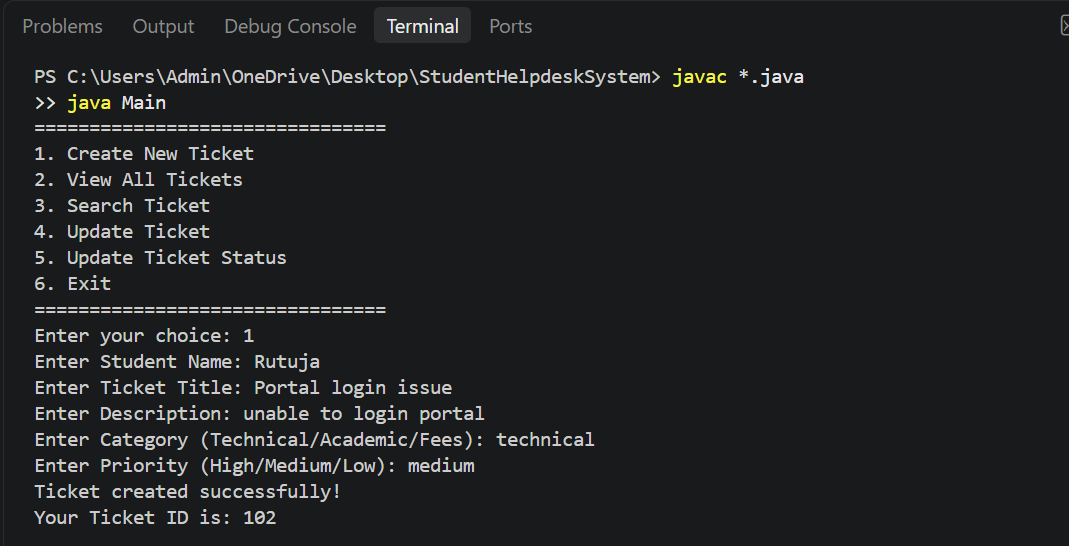 Problems Output Debug Console Terminal Ports
PS C:\Users\Admin\OneDrive\Desktop\StudentHelpdeskSystem> javac *.java
>> java Main
================================
1. Create New Ticket
2. View All Tickets
3. Search Ticket
4. Update Ticket
5. Update Ticket Status
6. Exit
================================
Enter your choice: 1
Enter Student Name: Rutuja
Enter Ticket Title: Portal login issue
Enter Description: unable to login portal
Enter Category (Technical/Academic/Fees): technical
Enter Priority (High/Medium/Low): medium
Ticket created successfully!
Your Ticket ID is: 102